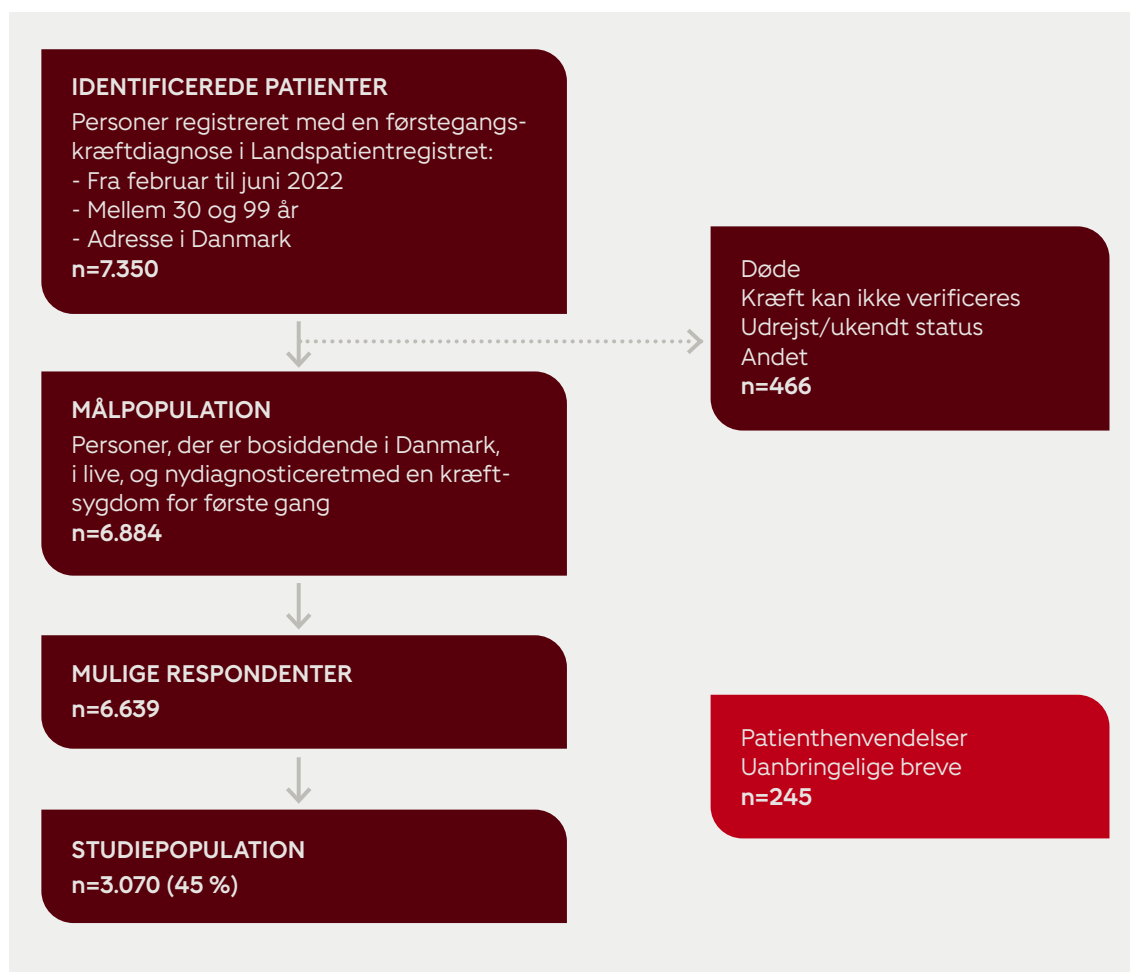 IDENTIFICEREDE PATIENTER
Personer registreret med en førstegangs-
kræftdiagnose i Landspatientregistret:
- Fra februar til juni 2022
- Mellem 30 og 99 år
- Adresse i Danmark
n=7.350
Døde
Kræft kan ikke verificeres
Udrejst/ukendt status
Andet
n=466
MÅLPOPULATION
Personer, der er bosiddende i Danmark,
i live, og nydiagnosticeretmed en kræft-
sygdom for første gang
n=6.884
MULIGE RESPONDENTER
n=6.639
Patienthenvendelser
Uanbringelige breve
n=245
STUDIEPOPULATION
n=3.070 (45 %)